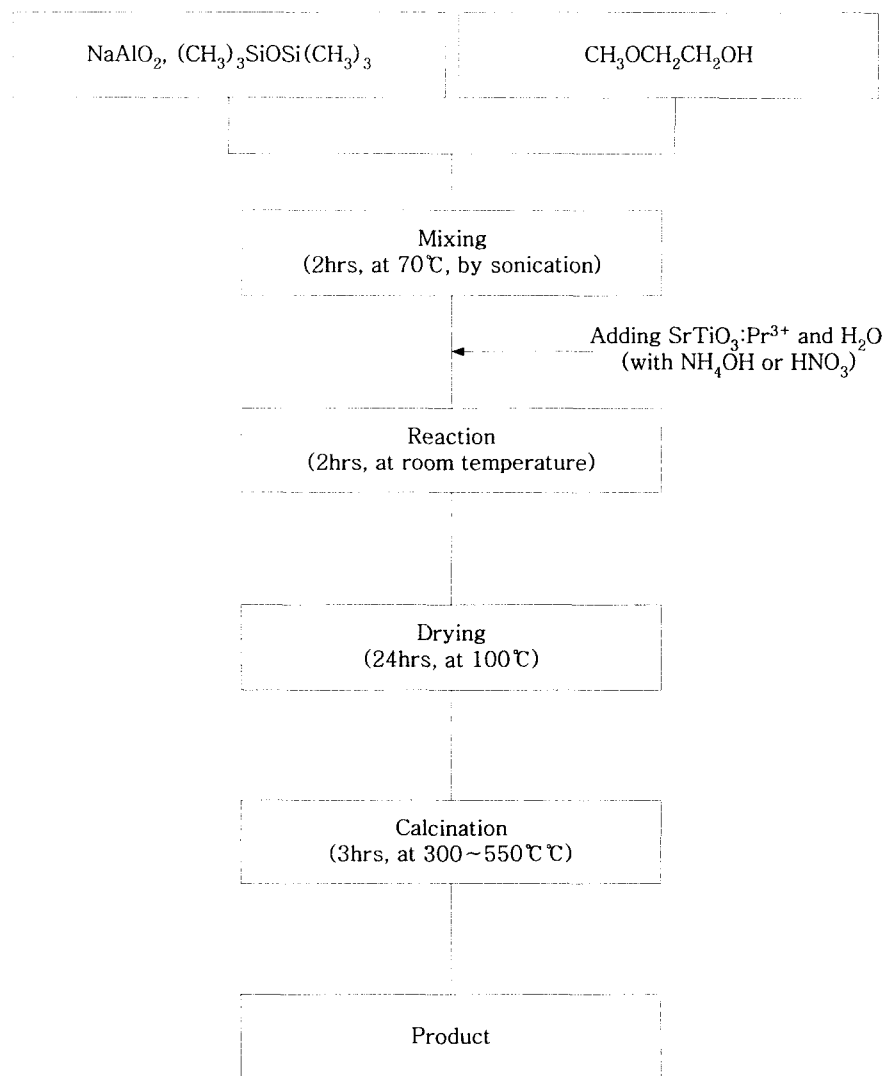 NaAlO₂, (CH₃)₃SiOSi(CH₃)₃
CH₃OCH₂CH₂OH
Mixing
(2hrs, at 70℃, by sonication)
Adding SrTiO₃:Pr³⁺ and H₂O
(with NH₄OH or HNO₃)
Reaction
(2hrs, at room temperature)
Drying
(24hrs, at 100℃)
Calcination
(3hrs, at 300~550℃℃)
Product